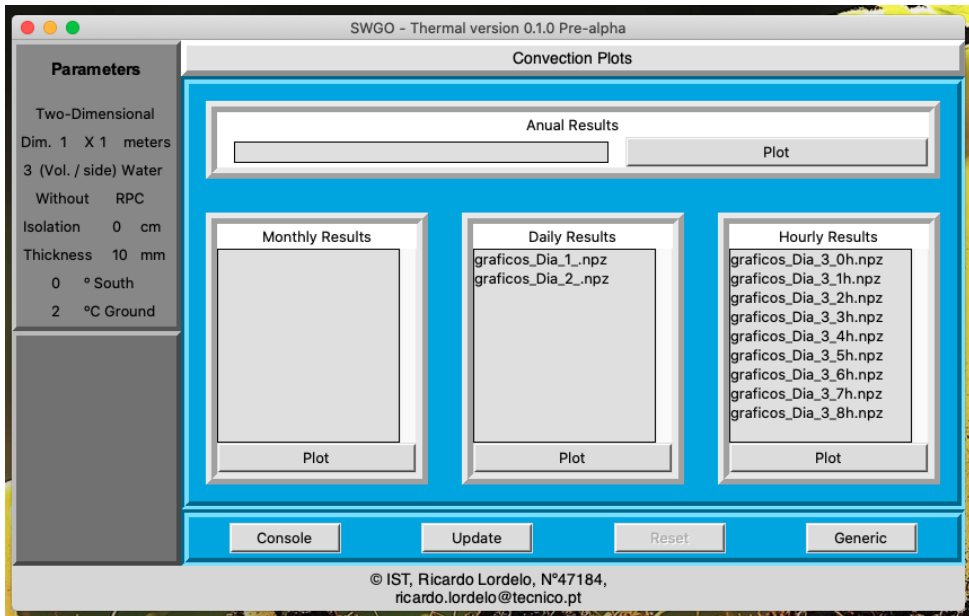 SWGO - Thermal version 0.1.0 Pre-alpha
Parameters
Two-Dimensional
Dim. 1 X 1 meters
3 (Vol. / side) Water
Without RPC
Isolation 0 cm
Thickness 10 mm
0 º South
2 ºC Ground
Convection Plots
Anual Results
Plot
Monthly Results
Plot
Daily Results
graficos_Dia_1_.npz
graficos_Dia_2_.npz
Plot
Hourly Results
graficos_Dia_3_0h.npz
graficos_Dia_3_1h.npz
graficos_Dia_3_2h.npz
graficos_Dia_3_3h.npz
graficos_Dia_3_4h.npz
graficos_Dia_3_5h.npz
graficos_Dia_3_6h.npz
graficos_Dia_3_7h.npz
graficos_Dia_3_8h.npz
Plot
Console Update Reset Generic
© IST, Ricardo Lordelo, Nº47184,
ricardo.lordelo@tecnico.pt